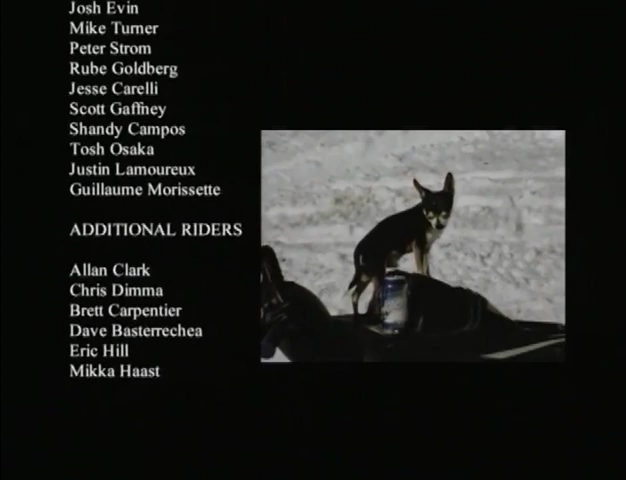 Josh Evin
Mike Turner
Peter Strom
Rube Goldberg
Jesse Carelli
Scott Gaffney
Shandy Campos
Tosh Osaka
Justin Lamoureux
Guillaume Morissette
ADDITIONAL RIDERS
Allan Clark
Chris Dimma
Brett Carpentier
Dave Basterrechea
Eric Hill
Mikka Haast